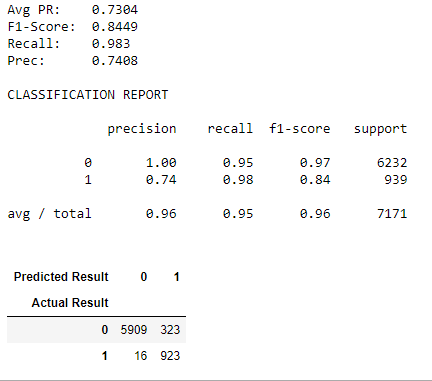 Avg PR: 0.7304
F1-Score: 0.8449
Recall: 0.983
Prec: 0.7408
CLASSIFICATION REPORT
precision recall f1-score support
0 1.00 0.95 0.97 6232
1 0.74 0.98 0.84 939
avg / total 0.96 0.95 0.96 7171
Predicted Result 0 1
Actual Result
0 5909 323
1 16 923